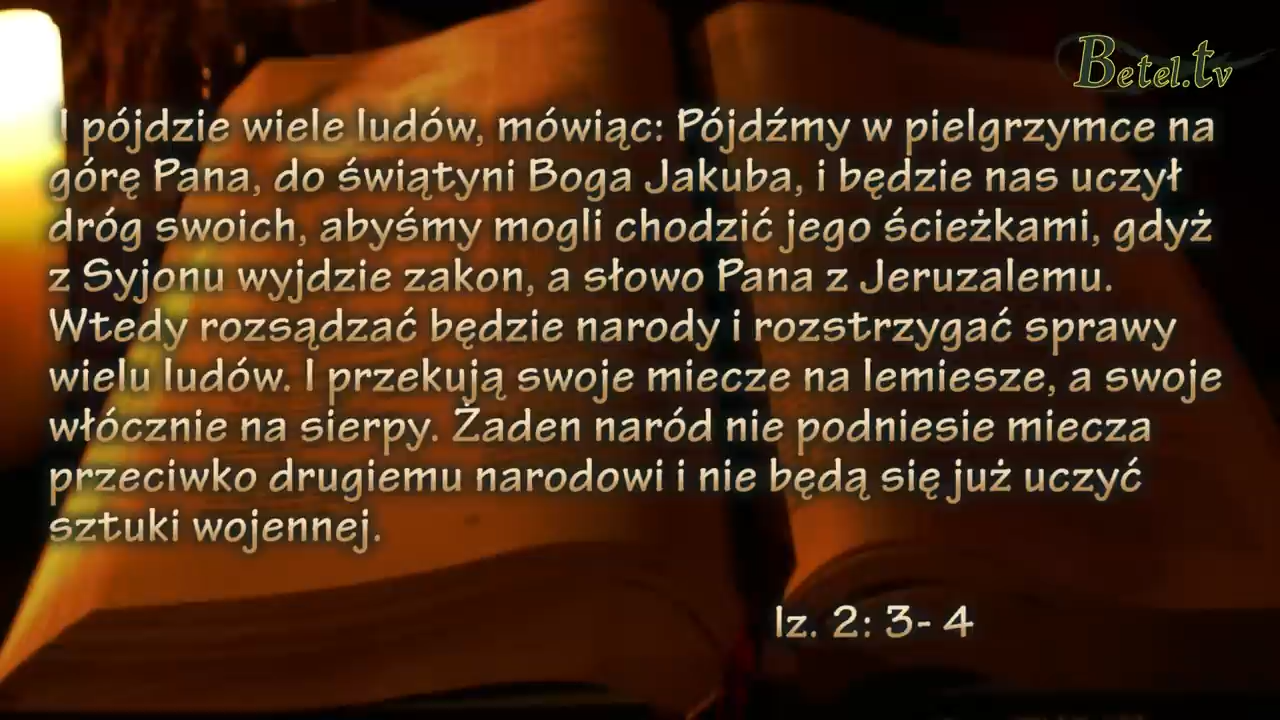 Betel.tv
I pójdzie wiele ludów, mówiąc: Pójdźmy w pielgrzymce na
górę Pana, do świątyni Boga Jakuba, i będzie nas uczył
dróg swoich, abyśmy mogli chodzić jego ścieżkami, gdyż
z Syjonu wyjdzie zakon, a słowo Pana z Jeruzalemu.
Wtedy rozsądzać będzie narody i rozstrzygać sprawy
wielu ludów. I przekują swoje miecze na lemiesze, a swoje
włócznie na sierpy. Żaden naród nie podniesie miecza
przeciwko drugiemu narodowi i nie będą się już uczyć
sztuki wojennej.
Iz. 2: 3- 4